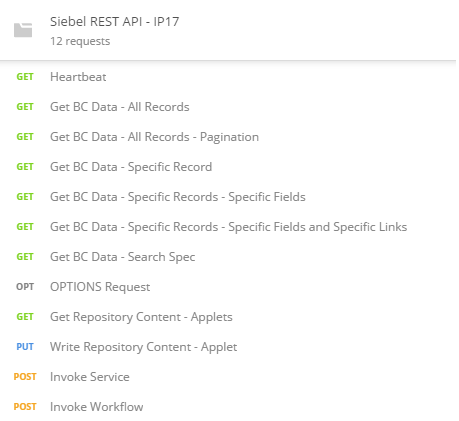 Siebel REST API - IP17
12 requests
GET Heartbeat
GET Get BC Data - All Records
GET Get BC Data - All Records - Pagination
GET Get BC Data - Specific Record
GET Get BC Data - Specific Records - Specific Fields
GET Get BC Data - Specific Records - Specific Fields and Specific Links
GET Get BC Data - Search Spec
OPT OPTIONS Request
GET Get Repository Content - Applets
PUT Write Repository Content - Applet
POST Invoke Service
POST Invoke Workflow